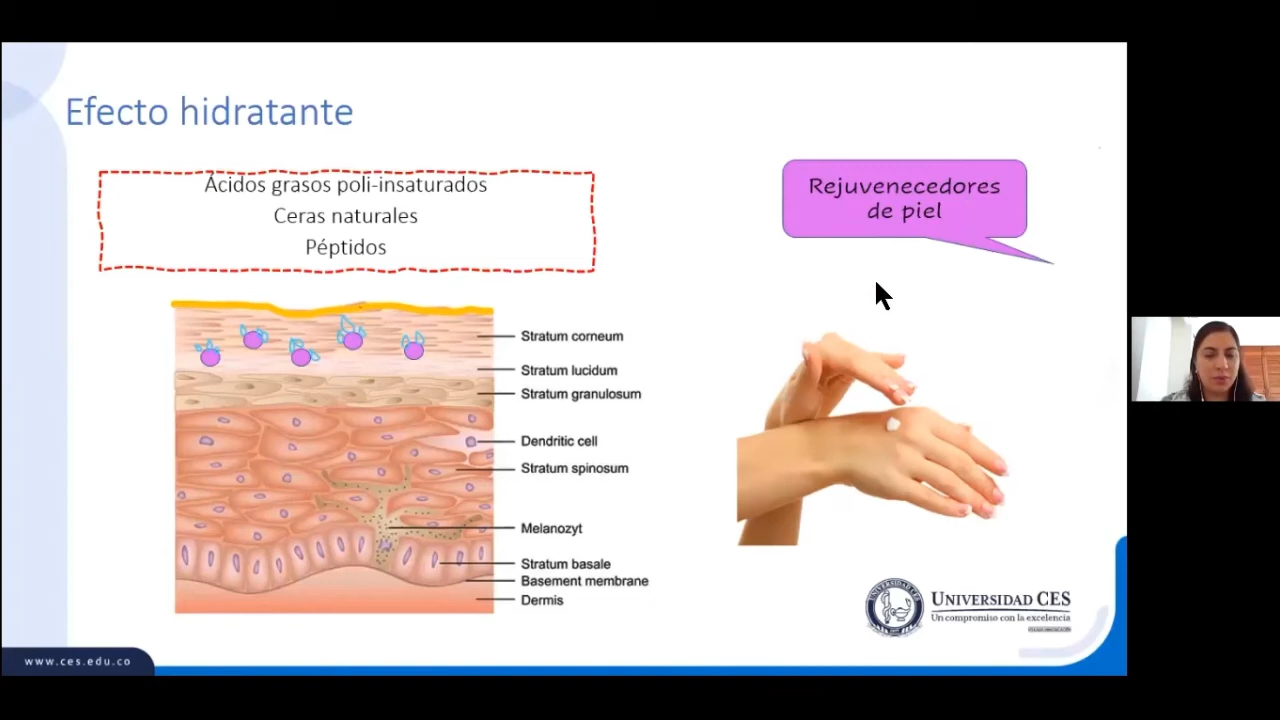 Efecto hidratante
Ácidos grasos poli-insaturados
Ceras naturales
Péptidos
Rejuvenecedores
de piel
Stratum corneum
Stratum lucidum
Stratum granulosum
Dendritic cell
Stratum spinosum
Melanozyt
Stratum basale
Basement membrane
Dermis
UNIVERSIDAD CES
Un compromiso con la excelencia
www.ces.edu.co